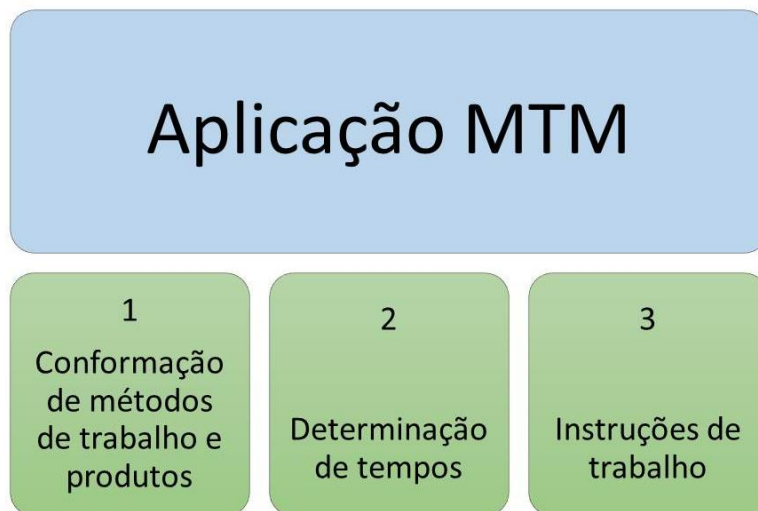 Aplicação MTM
1
Conformação
de métodos
de trabalho e
produtos
2
Determinação
de tempos
3
Instruções de
trabalho